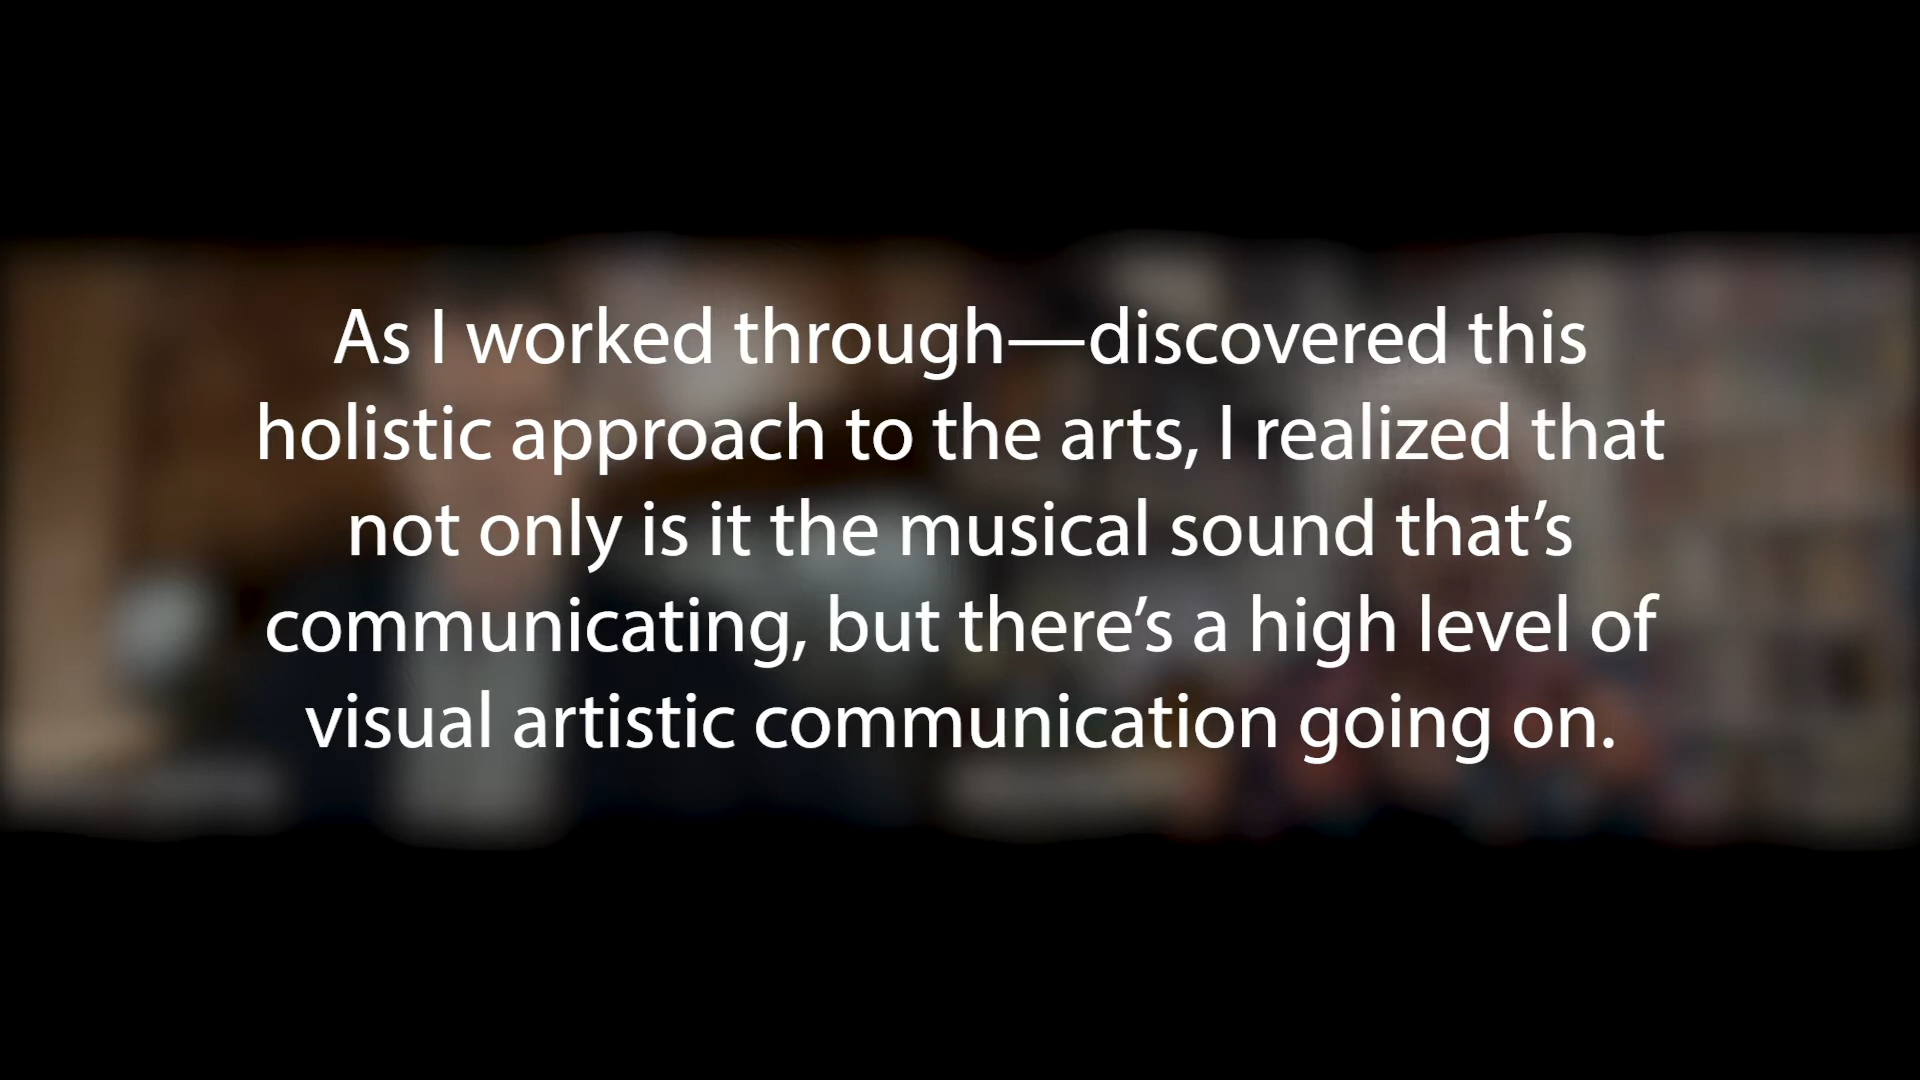 As I worked through—discovered this
holistic approach to the arts, I realized that
not only is it the musical sound that’s
communicating, but there’s a high level of
visual artistic communication going on.